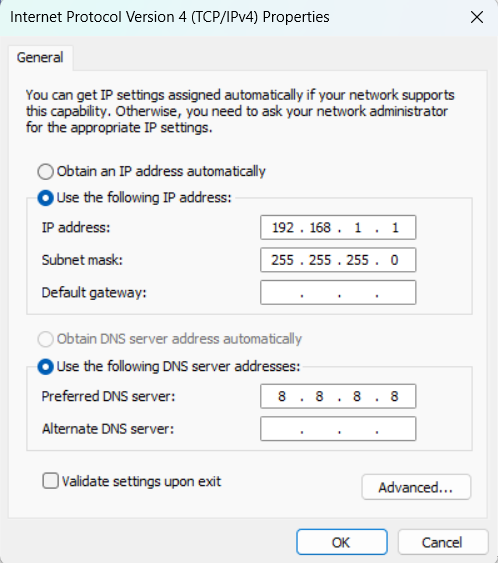 Internet Protocol Version 4 (TCP/IPv4) Properties
General
You can get IP settings assigned automatically if your network supports
this capability. Otherwise, you need to ask your network administrator
for the appropriate IP settings.
Obtain an IP address automatically
Use the following IP address:
IP address: 192 . 168 . 1 . 1
Subnet mask: 255 . 255 . 255 . 0
Default gateway: . . .
Obtain DNS server address automatically
Use the following DNS server addresses:
Preferred DNS server: 8 . 8 . 8 . 8
Alternate DNS server: . . .
Validate settings upon exit
Advanced...
OK Cancel